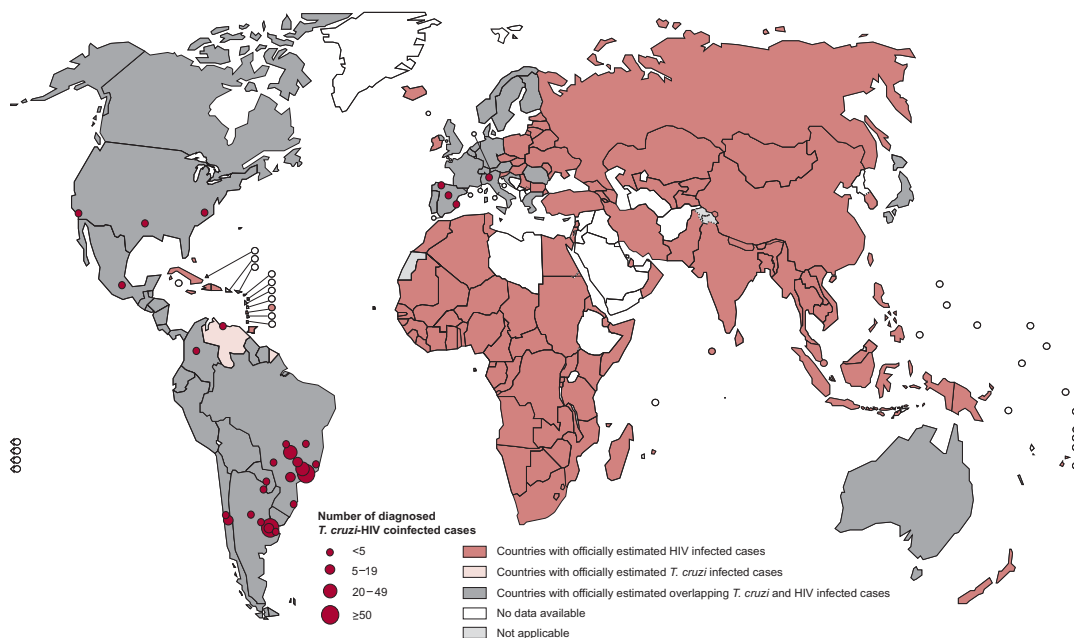 Number of diagnosed
T. cruzi-HIV coinfected cases
<5
5–19
20–49
≥50
Countries with officially estimated HIV infected cases
Countries with officially estimated T. cruzi infected cases
Countries with officially estimated overlapping T. cruzi and HIV infected cases
No data available
Not applicable